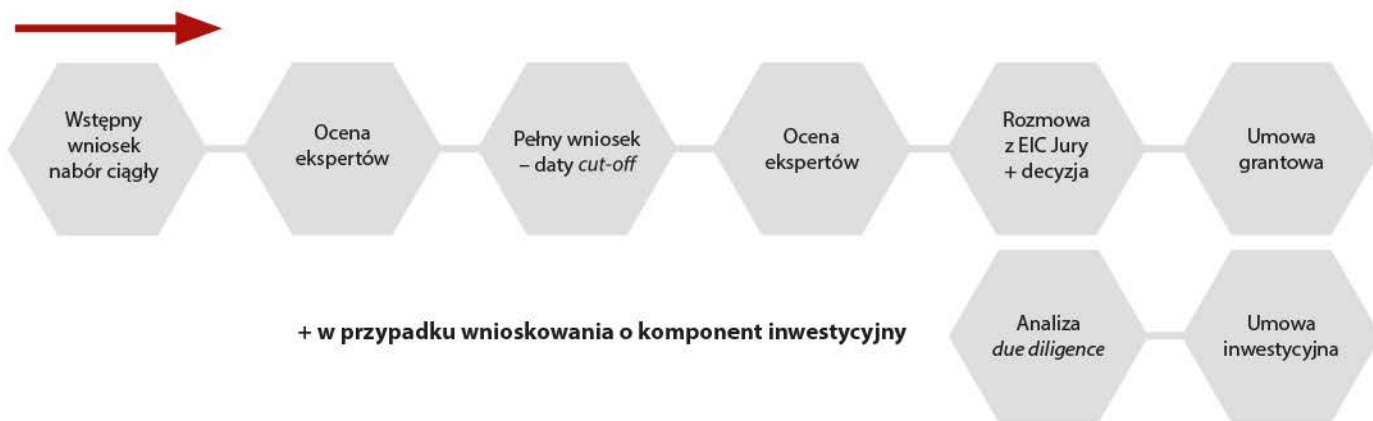 Wstępny
wniosek
nabór ciągły
Ocena
ekspertów
Pełny wniosek
– daty cut-off
Ocena
ekspertów
Rozmowa
z EIC Jury
+ decyzja
Umowa
grantowa
+ w przypadku wnioskowania o komponent inwestycyjny
Analiza
due diligence
Umowa
inwestycyjna